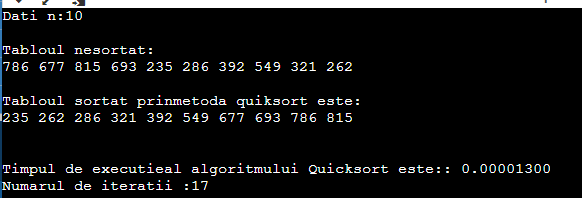 Dati n:10
Tabloul nesortat:
786 677 815 693 235 286 392 549 321 262
Tabloul sortat prinmetoda quiksort este:
235 262 286 321 392 549 677 693 786 815
Timpul de executieal algoritmului Quicksort este:: 0.00001300
Numarul de iteratii :17